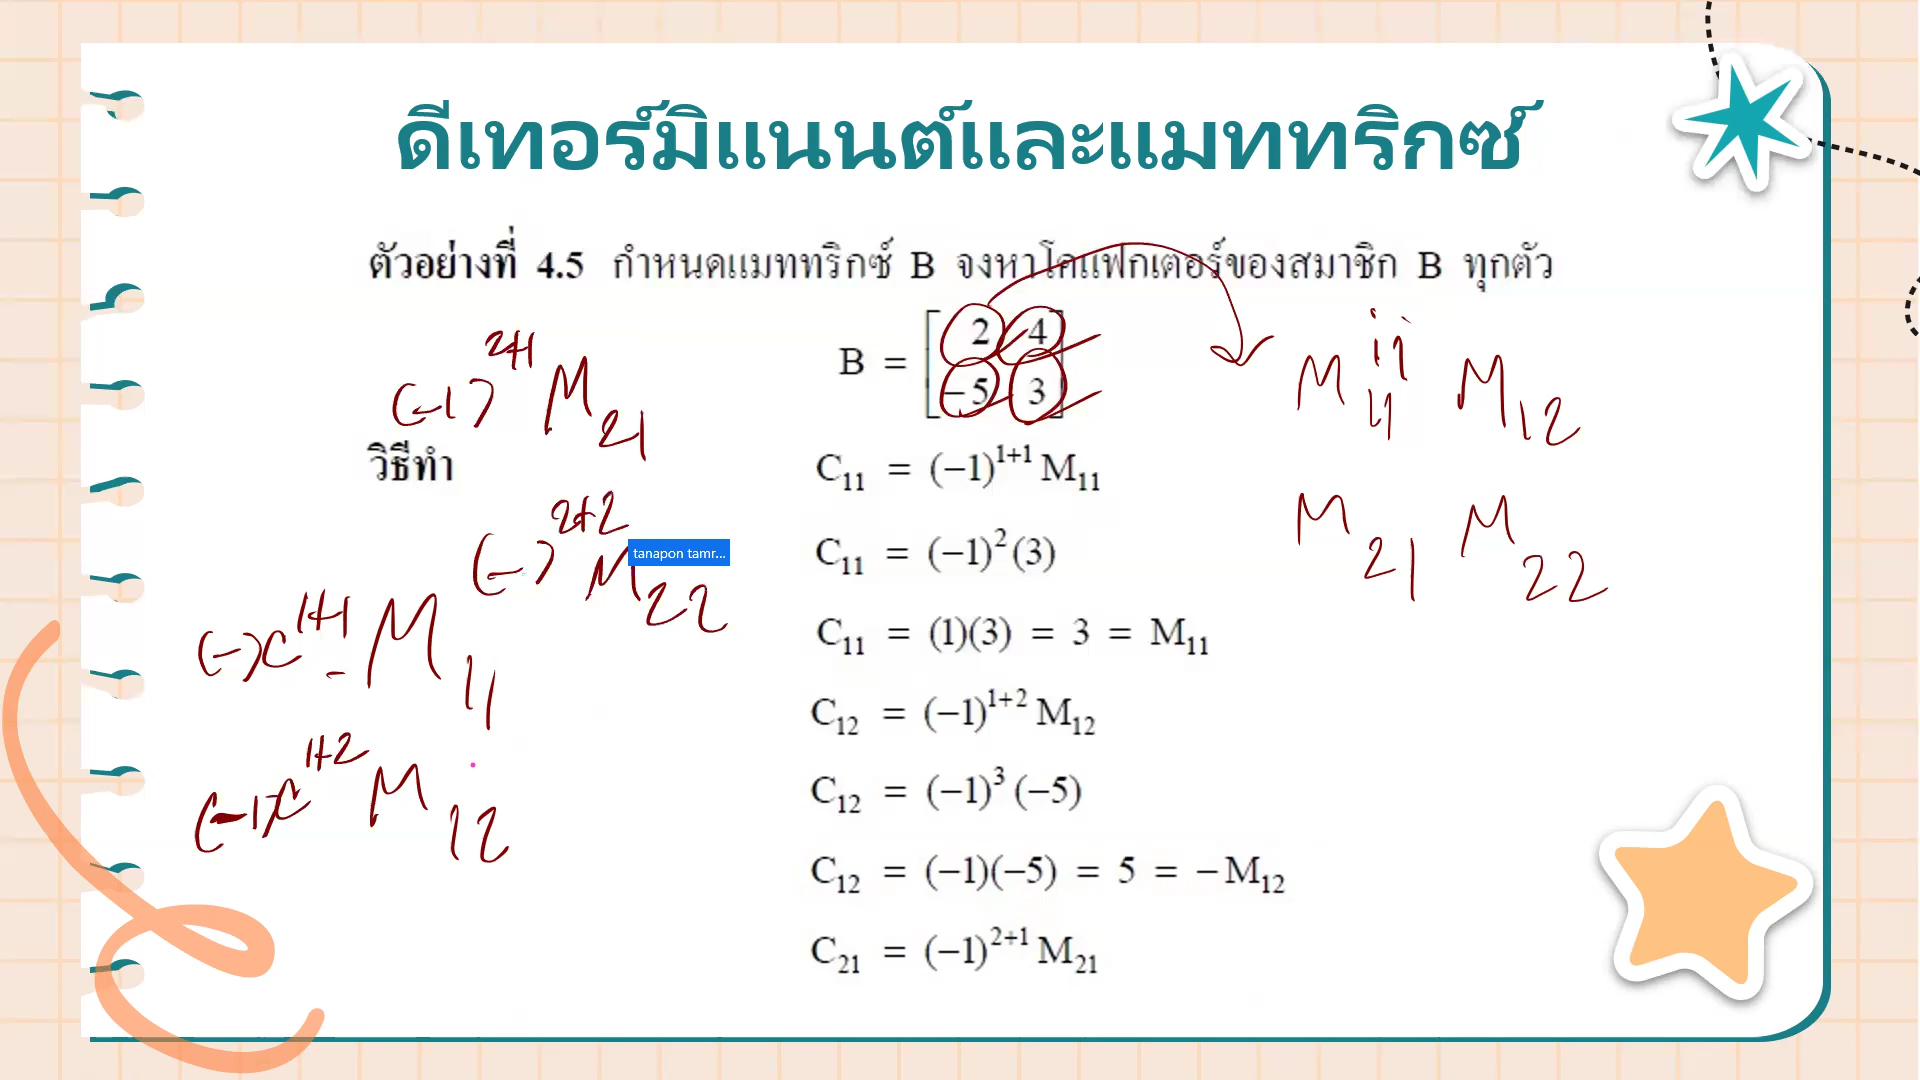 ดีเทอร์มิแนนต์และแมททริกซ์
ตัวอย่างที่ 4.5 กำหนดแมททริกซ์ B จงหาโคแฟกเตอร์ของสมาชิก B ทุกตัว
B = [2 4
-5 3]
(-1)²⁺¹ M₂₁
M₁₁ M₁₂
M₂₁ M₂₂
วิธีทำ
C₁₁ = (−1)¹⁺¹ M₁₁
(-)²⁺² M₂₂
tanapon tamr...
C₁₁ = (−1)² (3)
(-)C¹⁺¹ M₁₁
C₁₁ = (1)(3) = 3 = M₁₁
C₁₂ = (−1)¹⁺² M₁₂
(-1)C¹⁺² M₁₂
C₁₂ = (−1)³ (−5)
C₁₂ = (−1)(−5) = 5 = − M₁₂
C₂₁ = (−1)²⁺¹ M₂₁